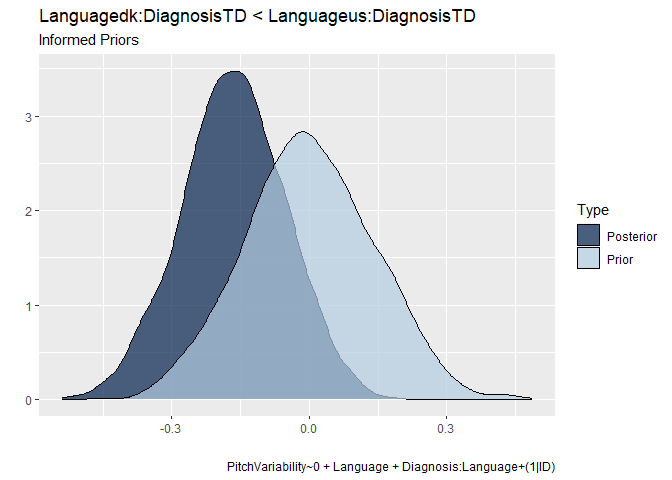 Languagedk:DiagnosisTD < Languageus:DiagnosisTD
Informed Priors
3
2
1
0
-0.3
0.0
0.3
Type
Posterior
Prior
PitchVariability~0 + Language + Diagnosis:Language+(1|ID)